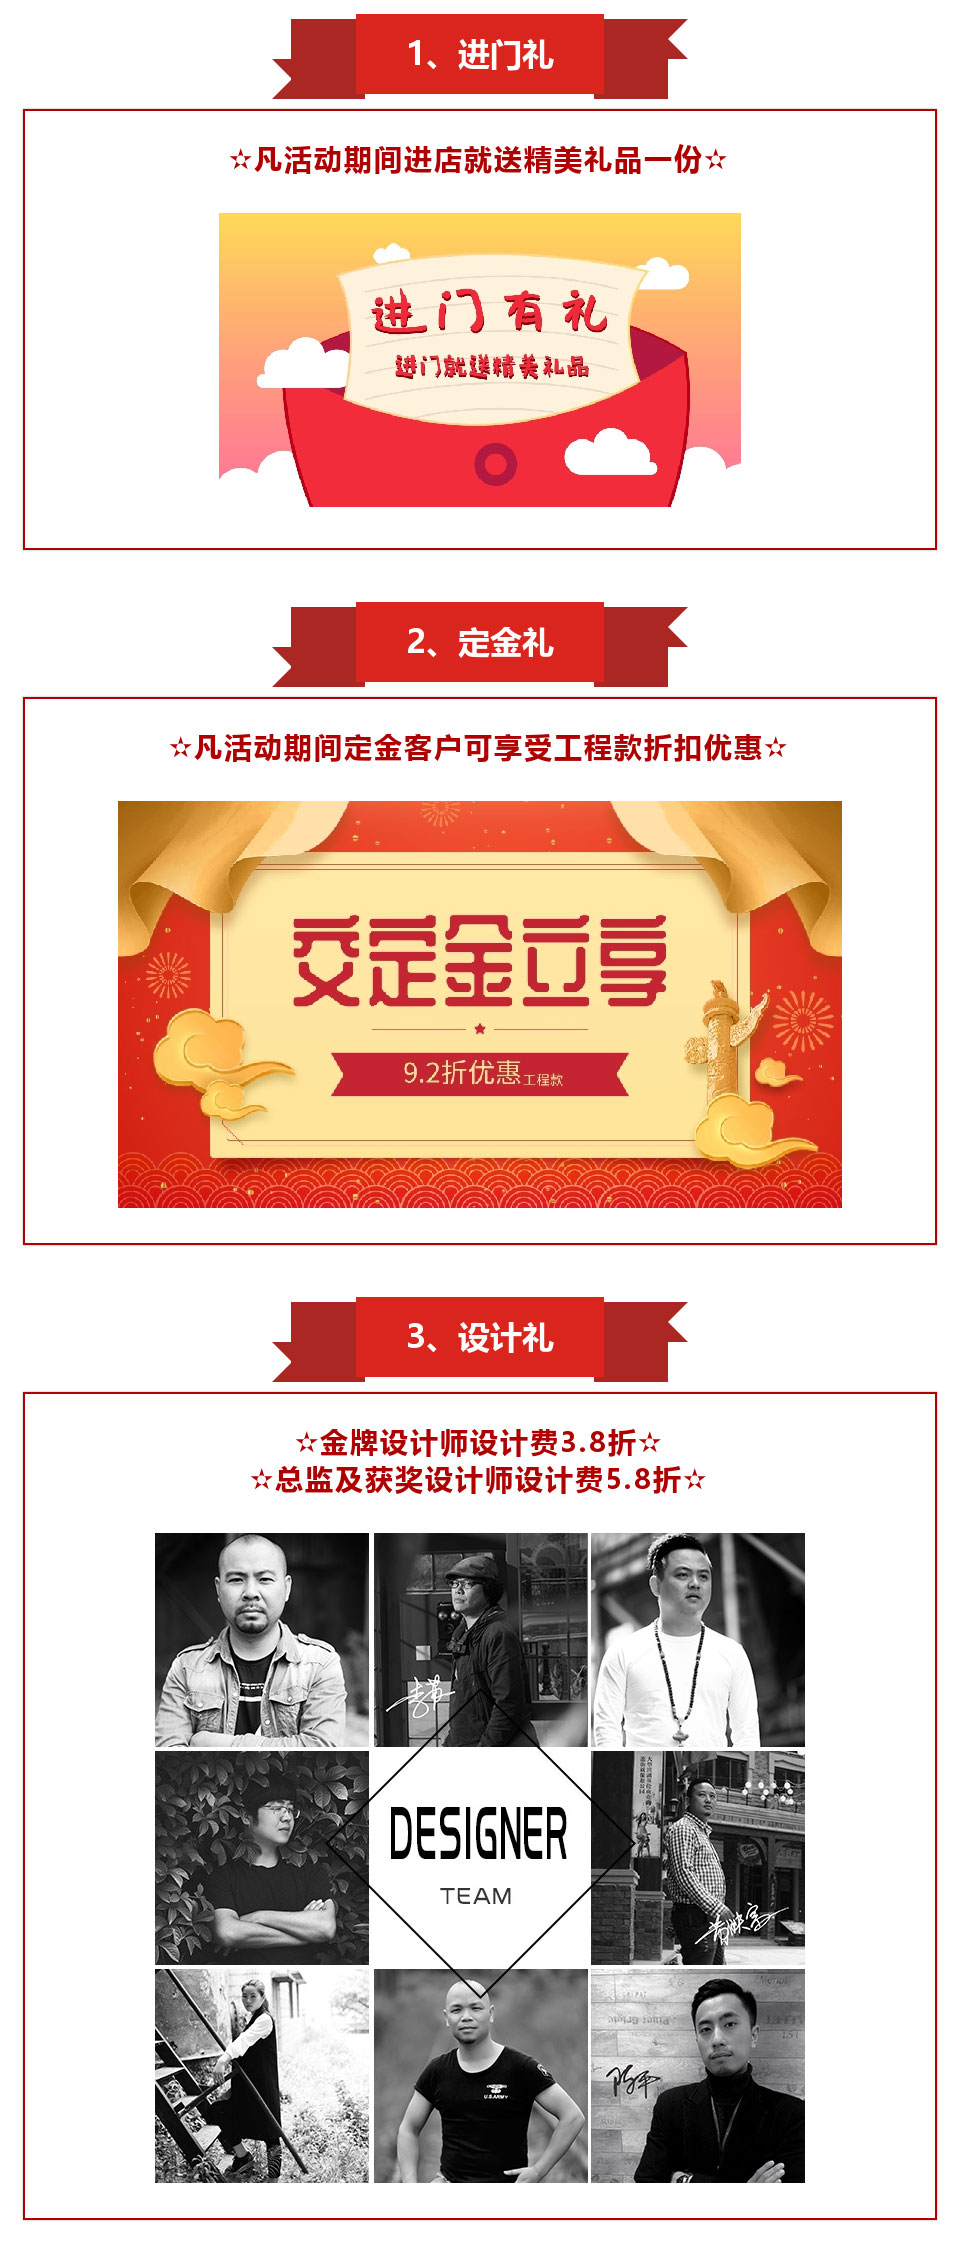 1、进门礼
☆凡活动期间进店就送精美礼品一份☆
进门有礼
进门就送精美礼品
2、定金礼
☆凡活动期间定金客户可享受工程款折扣优惠☆
交定金立享
9.2折优惠工程款
3、设计礼
☆金牌设计师设计费3.8折☆
☆总监及获奖设计师设计费5.8折☆
DESIGNER
TEAM
U.S.ARMY